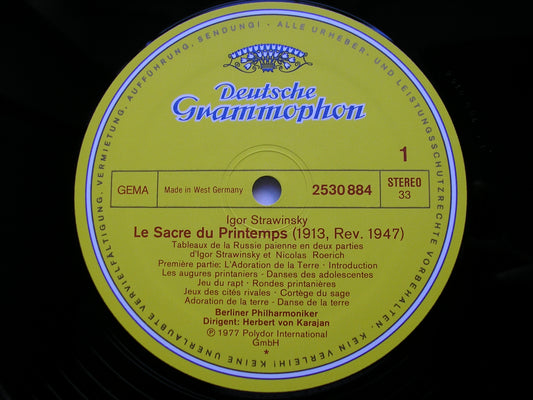 ALLE URHEBER- UND LEISTUNGSSCHUTZRECHTE VORBEHALTEN. KEIN VERLEIH! KEINE UNERLAUBTE VERVIELFÄLTIGUNG, VERMIETUNG, AUFFÜHRUNG, SENDUNG!
Deutsche
Grammophon
1
GEMA
Made in West Germany
2530 884
STEREO
33
Igor Strawinsky
Le Sacre du Printemps (1913, Rev. 1947)
Tableaux de la Russie païenne en deux parties
d'Igor Strawinsky et Nicolas Roerich
Première partie: L'Adoration de la Terre · Introduction
Les augures printaniers · Danses des adolescentes
Jeu du rapt · Rondes printanières
Jeux des cités rivales · Cortège du sage
Adoration de la terre · Danse de la terre
Berliner Philharmoniker
Dirigent: Herbert von Karajan
Ⓟ 1977 Polydor International
GmbH
*